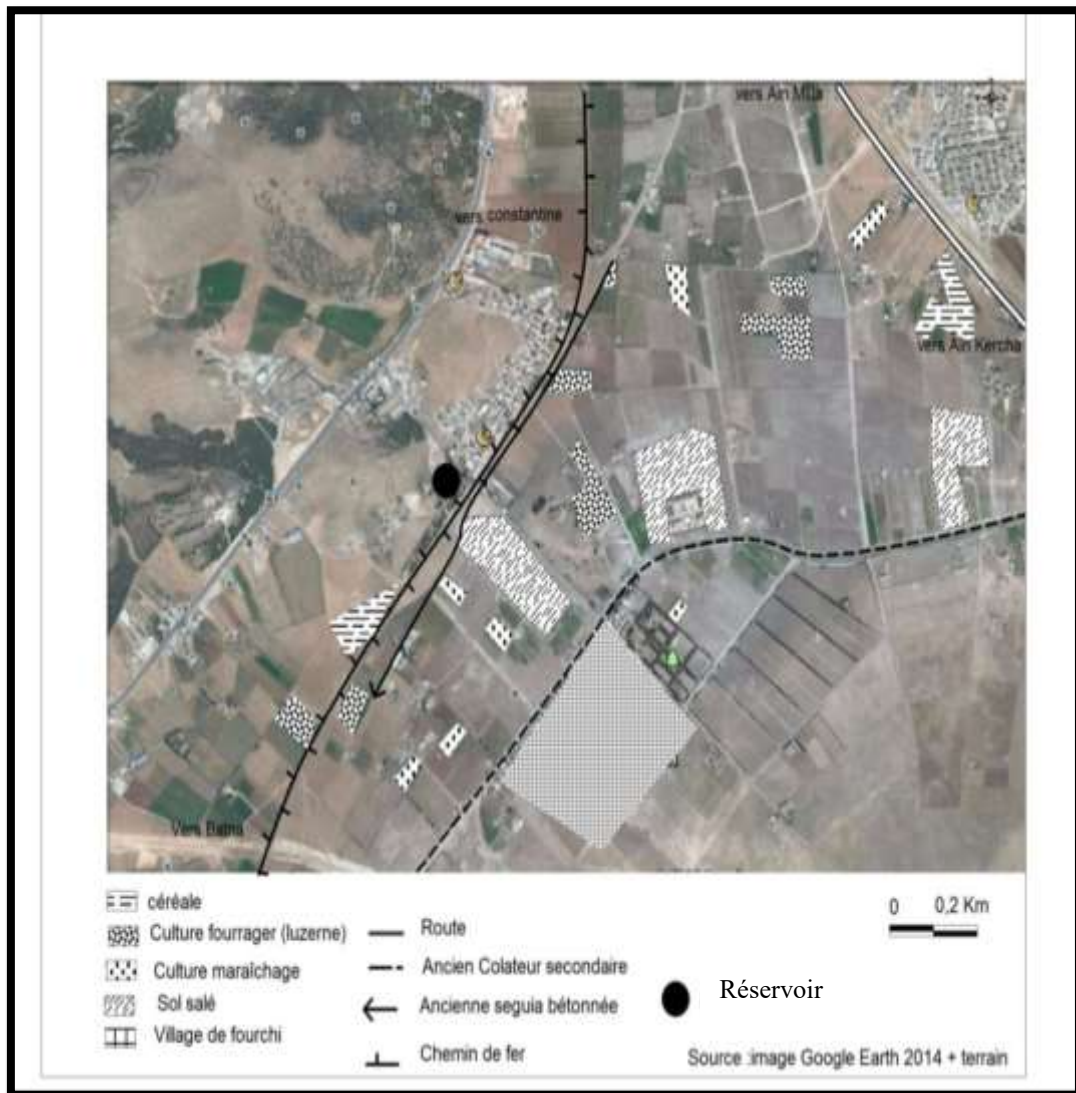 vers Ain Mlila
vers constantine
vers Ain Kercha
Vers Batna
céréale
Culture fourrager (luzerne)
Culture maraîchage
Sol salé
Village de fourchi
Route
Ancien Colateur secondaire
Ancienne seguia bétonnée
Chemin de fer
0 0,2 Km
Réservoir
Source :image Google Earth 2014 + terrain